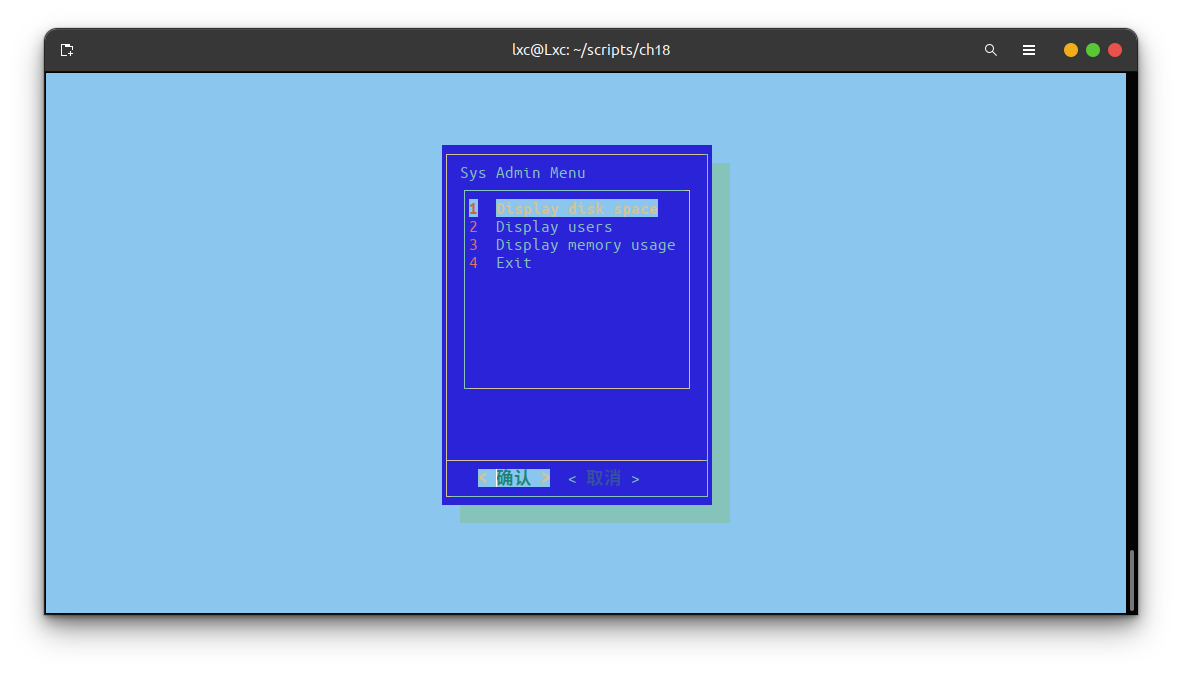 lxc@Lxc: ~/scripts/ch18
Sys Admin Menu
1 Display disk space
2 Display users
3 Display memory usage
4 Exit
< 确认 > < 取消 >